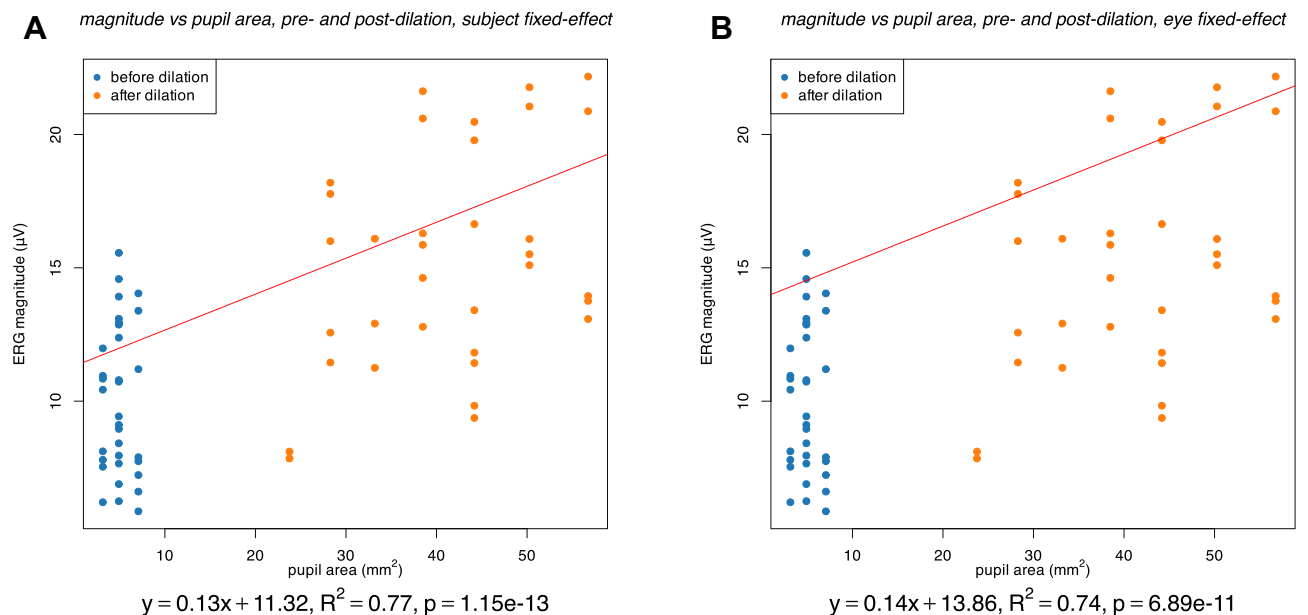 A
magnitude vs pupil area, pre- and post-dilation, subject fixed-effect
before dilation
after dilation
ERG magnitude (µV)
20
15
10
10
20
30
40
50
pupil area (mm²)
y = 0.13x + 11.32, R² = 0.77, p = 1.15e-13
B
magnitude vs pupil area, pre- and post-dilation, eye fixed-effect
before dilation
after dilation
ERG magnitude (µV)
20
15
10
10
20
30
40
50
pupil area (mm²)
y = 0.14x + 13.86, R² = 0.74, p = 6.89e-11